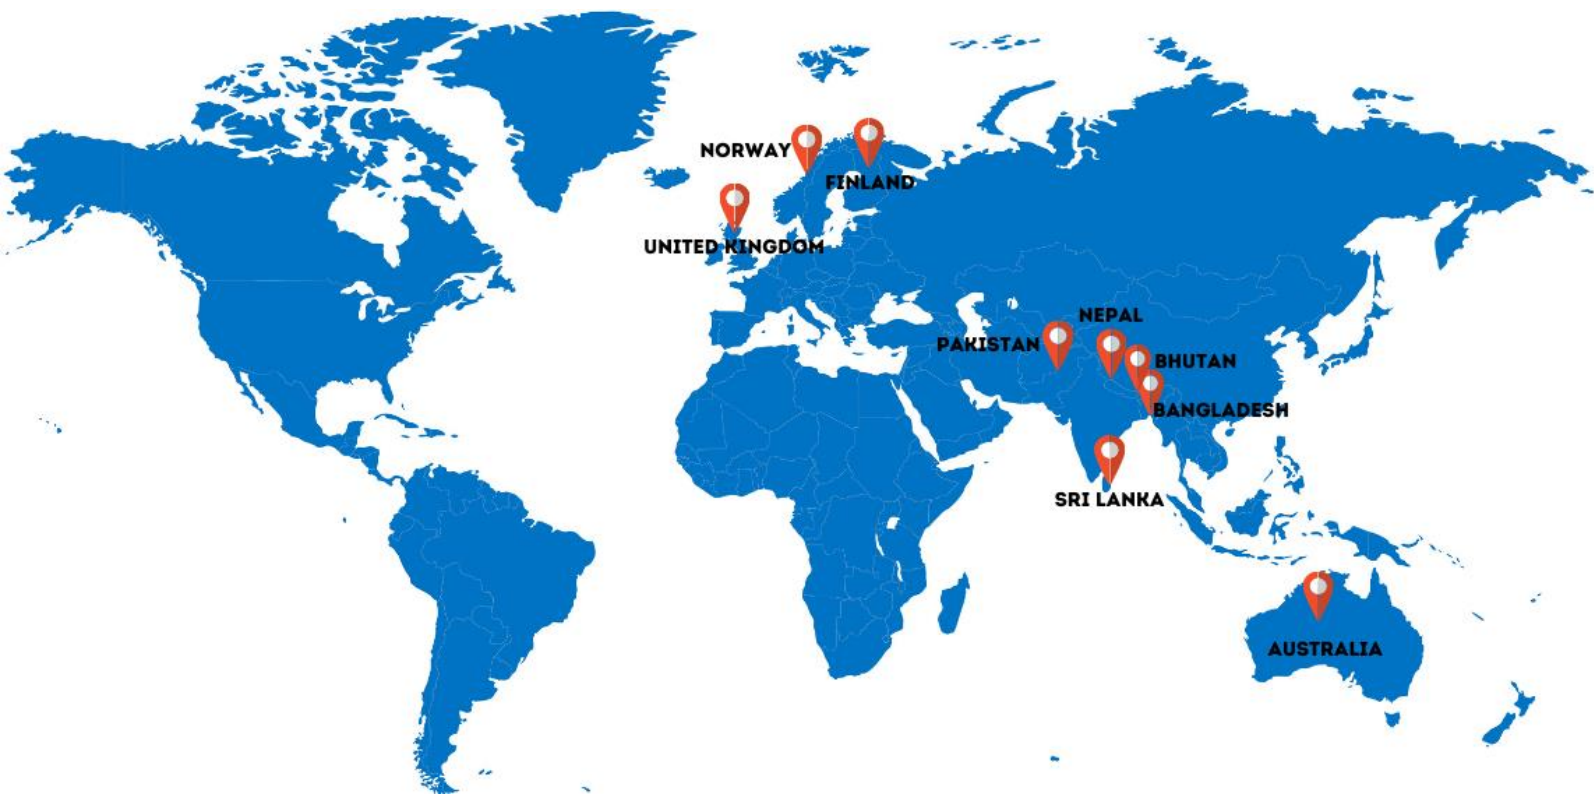 NORWAY
FINLAND
UNITED KINGDOM
NEPAL
PAKISTAN
BHUTAN
BANGLADESH
SRI LANKA
AUSTRALIA